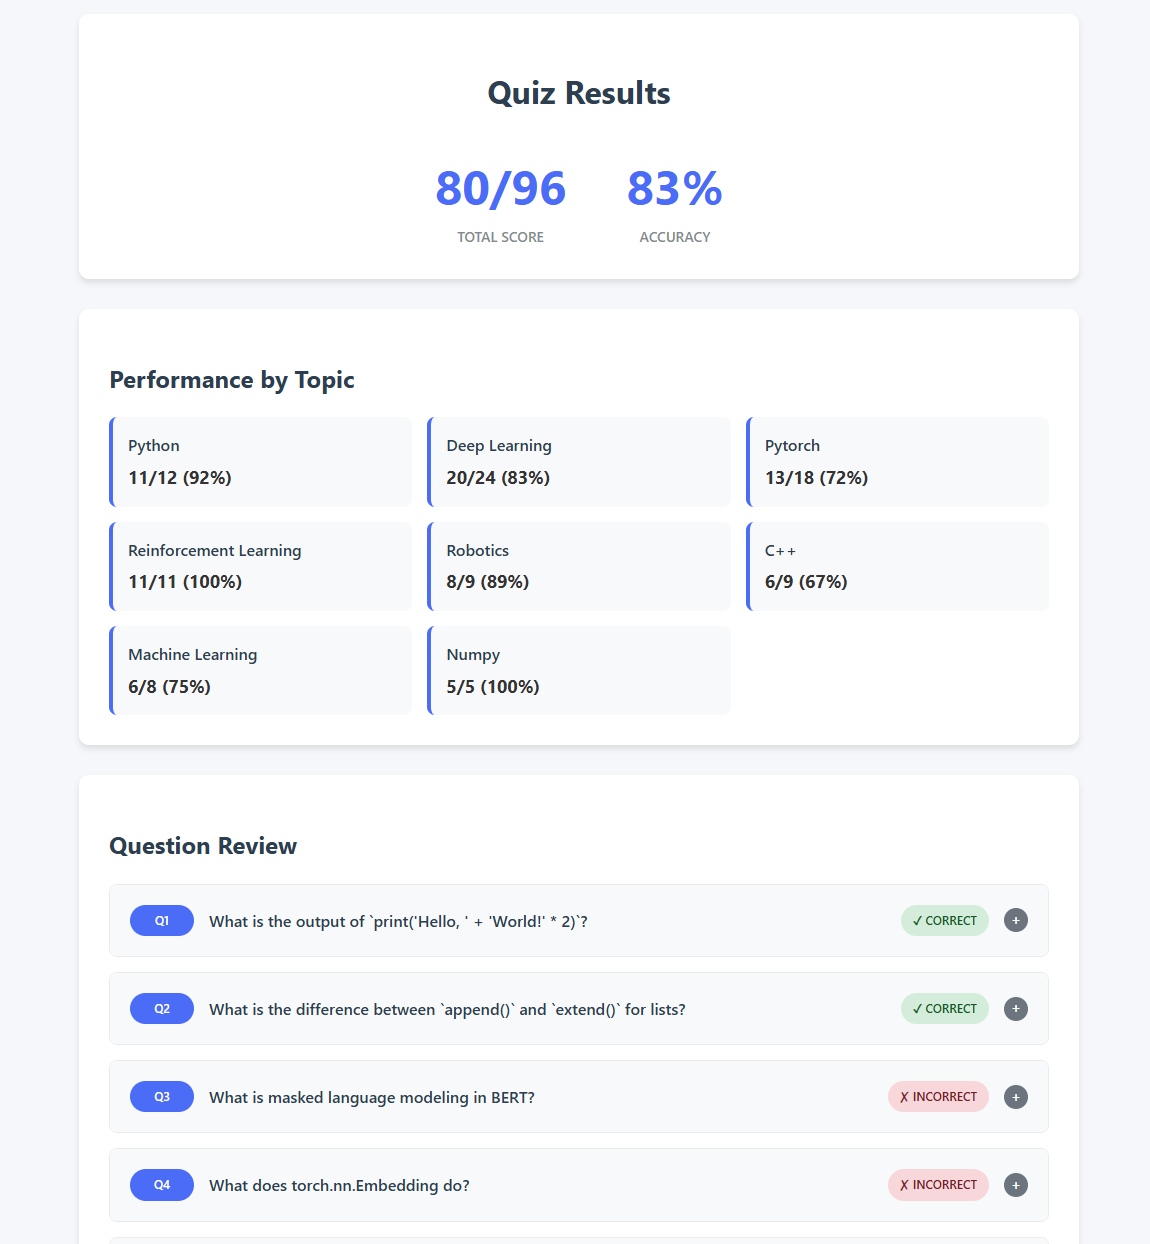 Quiz Results
80/96
TOTAL SCORE
83%
ACCURACY
Performance by Topic
Python
11/12 (92%)
Deep Learning
20/24 (83%)
Pytorch
13/18 (72%)
Reinforcement Learning
11/11 (100%)
Robotics
8/9 (89%)
C++
6/9 (67%)
Machine Learning
6/8 (75%)
Numpy
5/5 (100%)
Question Review
Q1 What is the output of `print('Hello, ' + 'World!' * 2)`? ✓ CORRECT +
Q2 What is the difference between `append()` and `extend()` for lists? ✓ CORRECT +
Q3 What is masked language modeling in BERT? ✗ INCORRECT +
Q4 What does torch.nn.Embedding do? ✗ INCORRECT +